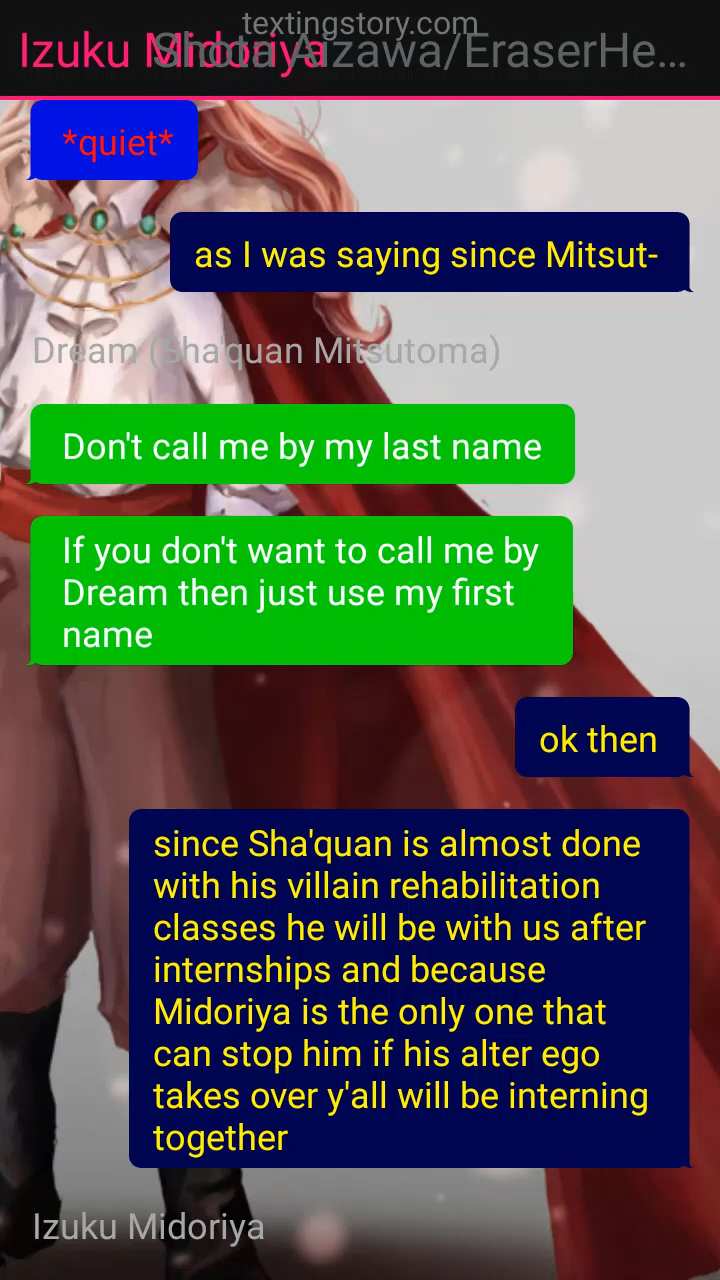 textingstory.com
Izuku Midoriya
Shota Aizawa/EraserHe...
*quiet*
as I was saying since Mitsut-
Dream (Sha'quan Mitsutoma)
Don't call me by my last name
If you don't want to call me by
Dream then just use my first
name
ok then
since Sha'quan is almost done
with his villain rehabilitation
classes he will be with us after
internships and because
Midoriya is the only one that
can stop him if his alter ego
takes over y'all will be interning
together
Izuku Midoriya